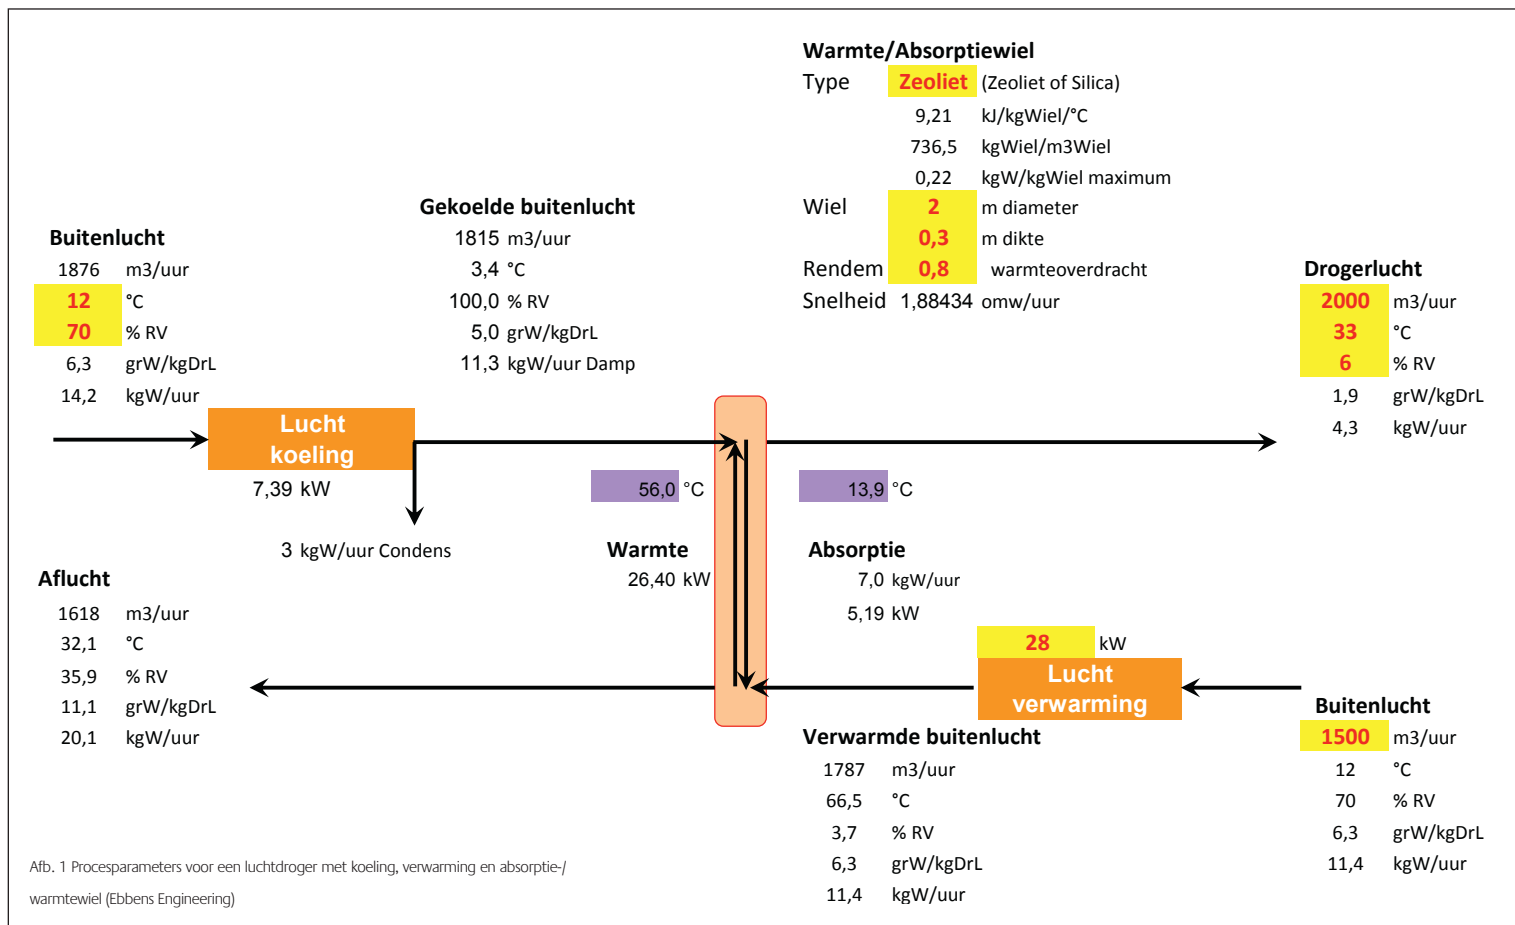 Warmte/Absorptiewiel
Type Zeoliet (Zeoliet of Silica)
9,21 kJ/kgWiel/°C
736,5 kgWiel/m3Wiel
0,22 kgW/kgWiel maximum
Wiel 2 m diameter
0,3 m dikte
Rendem 0,8 warmteoverdracht
Snelheid 1,88434 omw/uur
Gekoelde buitenlucht
1815 m3/uur
3,4 °C
100,0 % RV
5,0 grW/kgDrL
11,3 kgW/uur Damp
Buitenlucht
1876 m3/uur
12 °C
70 % RV
6,3 grW/kgDrL
14,2 kgW/uur
Drogerlucht
2000 m3/uur
33 °C
6 % RV
1,9 grW/kgDrL
4,3 kgW/uur
Lucht
koeling
7,39 kW
3 kgW/uur Condens
56,0 °C
13,9 °C
Warmte
26,40 kW
Absorptie
7,0 kgW/uur
5,19 kW
Aflucht
1618 m3/uur
32,1 °C
35,9 % RV
11,1 grW/kgDrL
20,1 kgW/uur
28 kW
Lucht
verwarming
Verwarmde buitenlucht
1787 m3/uur
66,5 °C
3,7 % RV
6,3 grW/kgDrL
11,4 kgW/uur
Buitenlucht
1500 m3/uur
12 °C
70 % RV
6,3 grW/kgDrL
11,4 kgW/uur
Afb. 1 Procesparameters voor een luchtdroger met koeling, verwarming en absorptie-/
warmtewiel (Ebbens Engineering)